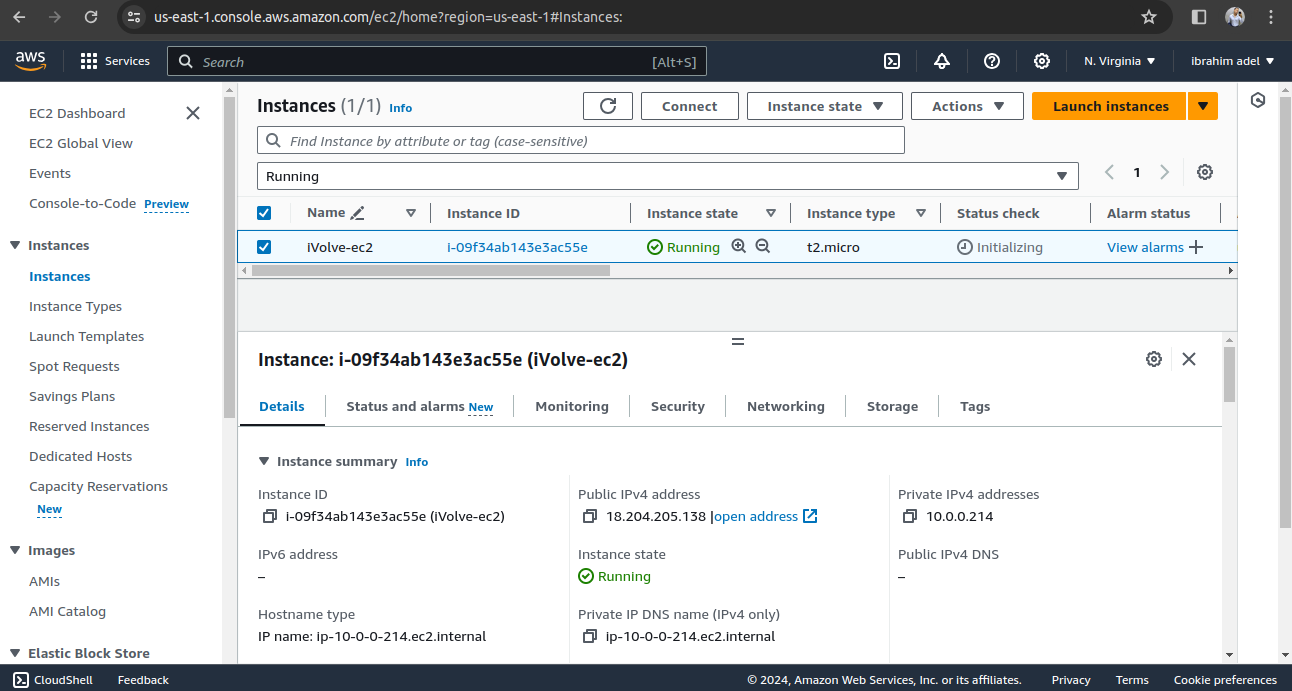 us-east-1.console.aws.amazon.com/ec2/home?region=us-east-1#Instances:
aws Services Search [Alt+S] N. Virginia ibrahim adel
EC2 Dashboard
EC2 Global View
Events
Console-to-Code Preview
Instances
Instances
Instance Types
Launch Templates
Spot Requests
Savings Plans
Reserved Instances
Dedicated Hosts
Capacity Reservations
New
Images
AMIs
AMI Catalog
Elastic Block Store
Instances (1/1) Info Connect Instance state Actions Launch instances
Find Instance by attribute or tag (case-sensitive)
Running 1
Name Instance ID Instance state Instance type Status check Alarm status
iVolve-ec2 i-09f34ab143e3ac55e Running t2.micro Initializing View alarms
Instance: i-09f34ab143e3ac55e (iVolve-ec2)
Details Status and alarms New Monitoring Security Networking Storage Tags
Instance summary Info
Instance ID Public IPv4 address Private IPv4 addresses
i-09f34ab143e3ac55e (iVolve-ec2) 18.204.205.138 |open address 10.0.0.214
IPv6 address Instance state Public IPv4 DNS
– Running –
Hostname type Private IP DNS name (IPv4 only)
IP name: ip-10-0-0-214.ec2.internal ip-10-0-0-214.ec2.internal
CloudShell Feedback © 2024, Amazon Web Services, Inc. or its affiliates. Privacy Terms Cookie preferences